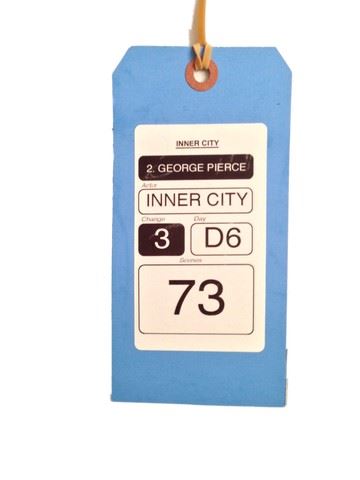 INNER CITY
2. GEORGE PIERCE
Actor
INNER CITY
Change Day
3 D6
Scenes
73